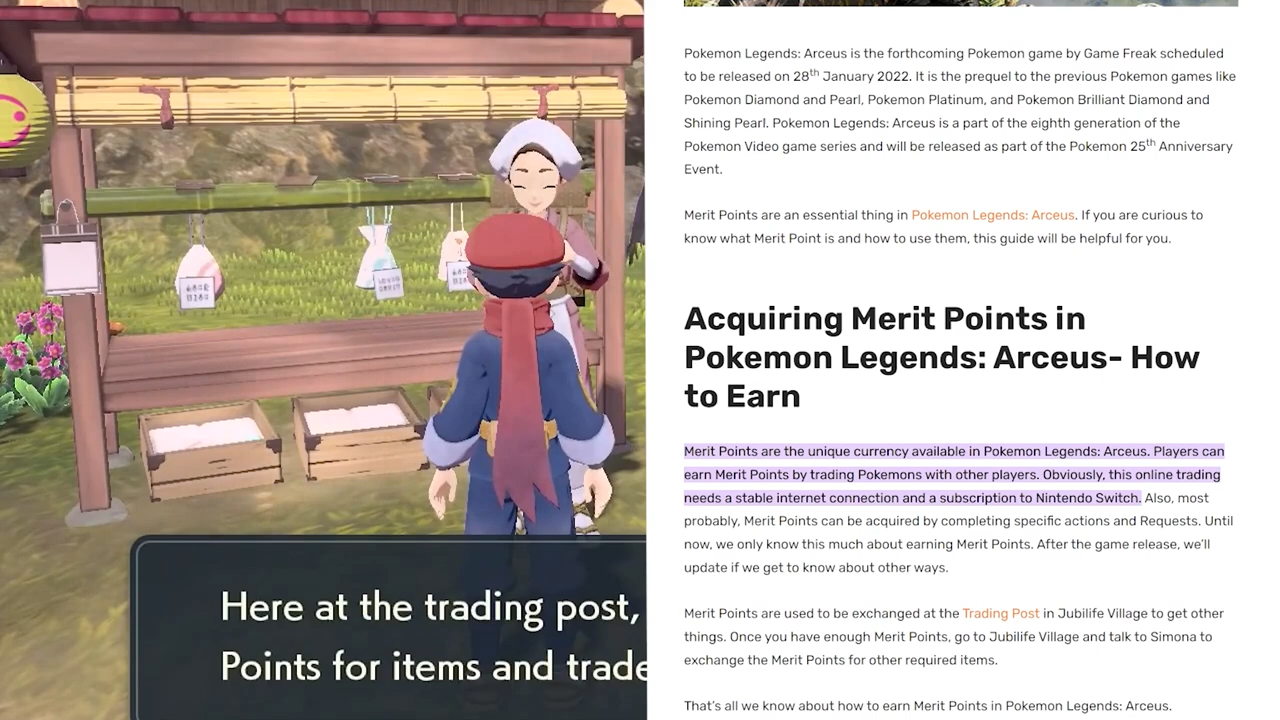 Here at the trading post,
Points for items and trade
Pokemon Legends: Arceus is the forthcoming Pokemon game by Game Freak scheduled
to be released on 28th January 2022. It is the prequel to the previous Pokemon games like
Pokemon Diamond and Pearl, Pokemon Platinum, and Pokemon Brilliant Diamond and
Shining Pearl. Pokemon Legends: Arceus is a part of the eighth generation of the
Pokemon Video game series and will be released as part of the Pokemon 25th Anniversary
Event.
Merit Points are an essential thing in Pokemon Legends: Arceus. If you are curious to
know what Merit Point is and how to use them, this guide will be helpful for you.
Acquiring Merit Points in
Pokemon Legends: Arceus- How
to Earn
Merit Points are the unique currency available in Pokemon Legends: Arceus. Players can
earn Merit Points by trading Pokemons with other players. Obviously, this online trading
needs a stable internet connection and a subscription to Nintendo Switch. Also, most
probably, Merit Points can be acquired by completing specific actions and Requests. Until
now, we only know this much about earning Merit Points. After the game release, we’ll
update if we get to know about other ways.
Merit Points are used to be exchanged at the Trading Post in Jubilife Village to get other
things. Once you have enough Merit Points, go to Jubilife Village and talk to Simona to
exchange the Merit Points for other required items.
That’s all we know about how to earn Merit Points in Pokemon Legends: Arceus.